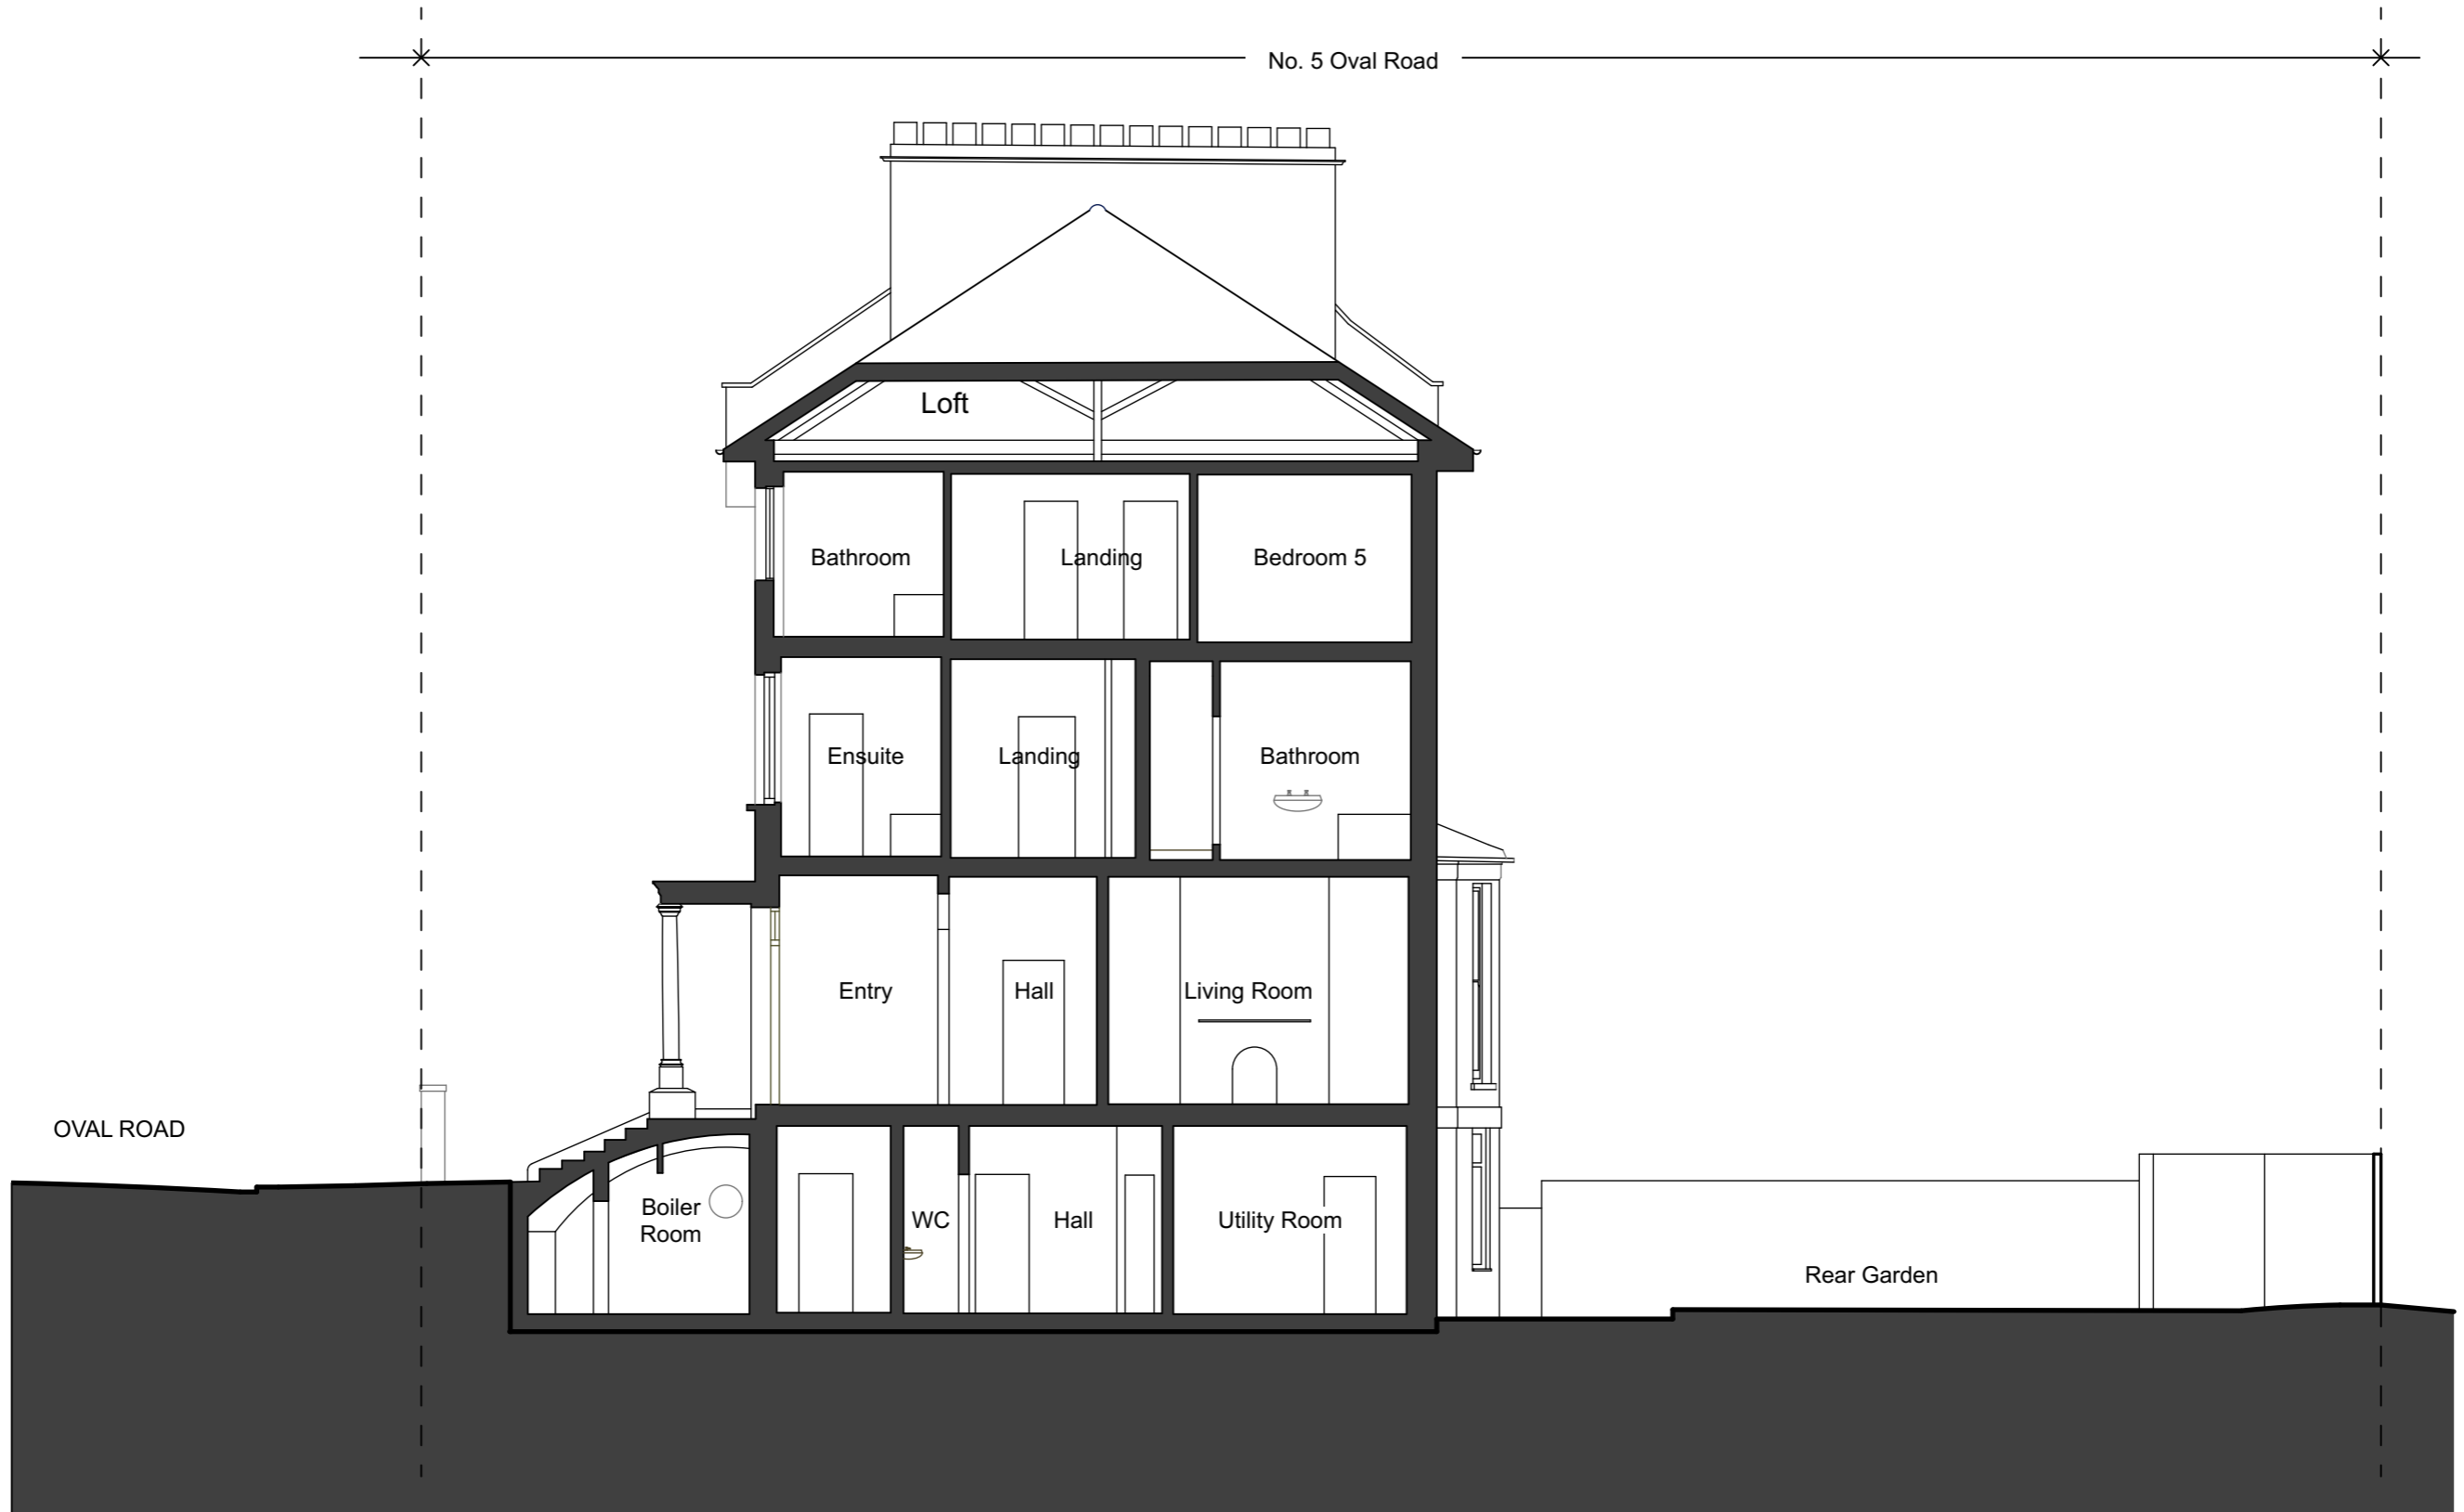 No. 5 Oval Road
Loft
Bathroom
Landing
Bedroom 5
Ensuite
Landing
Bathroom
Entry
Hall
Living Room
OVAL ROAD
Boiler
Room
WC
Hall
Utility Room
Rear Garden